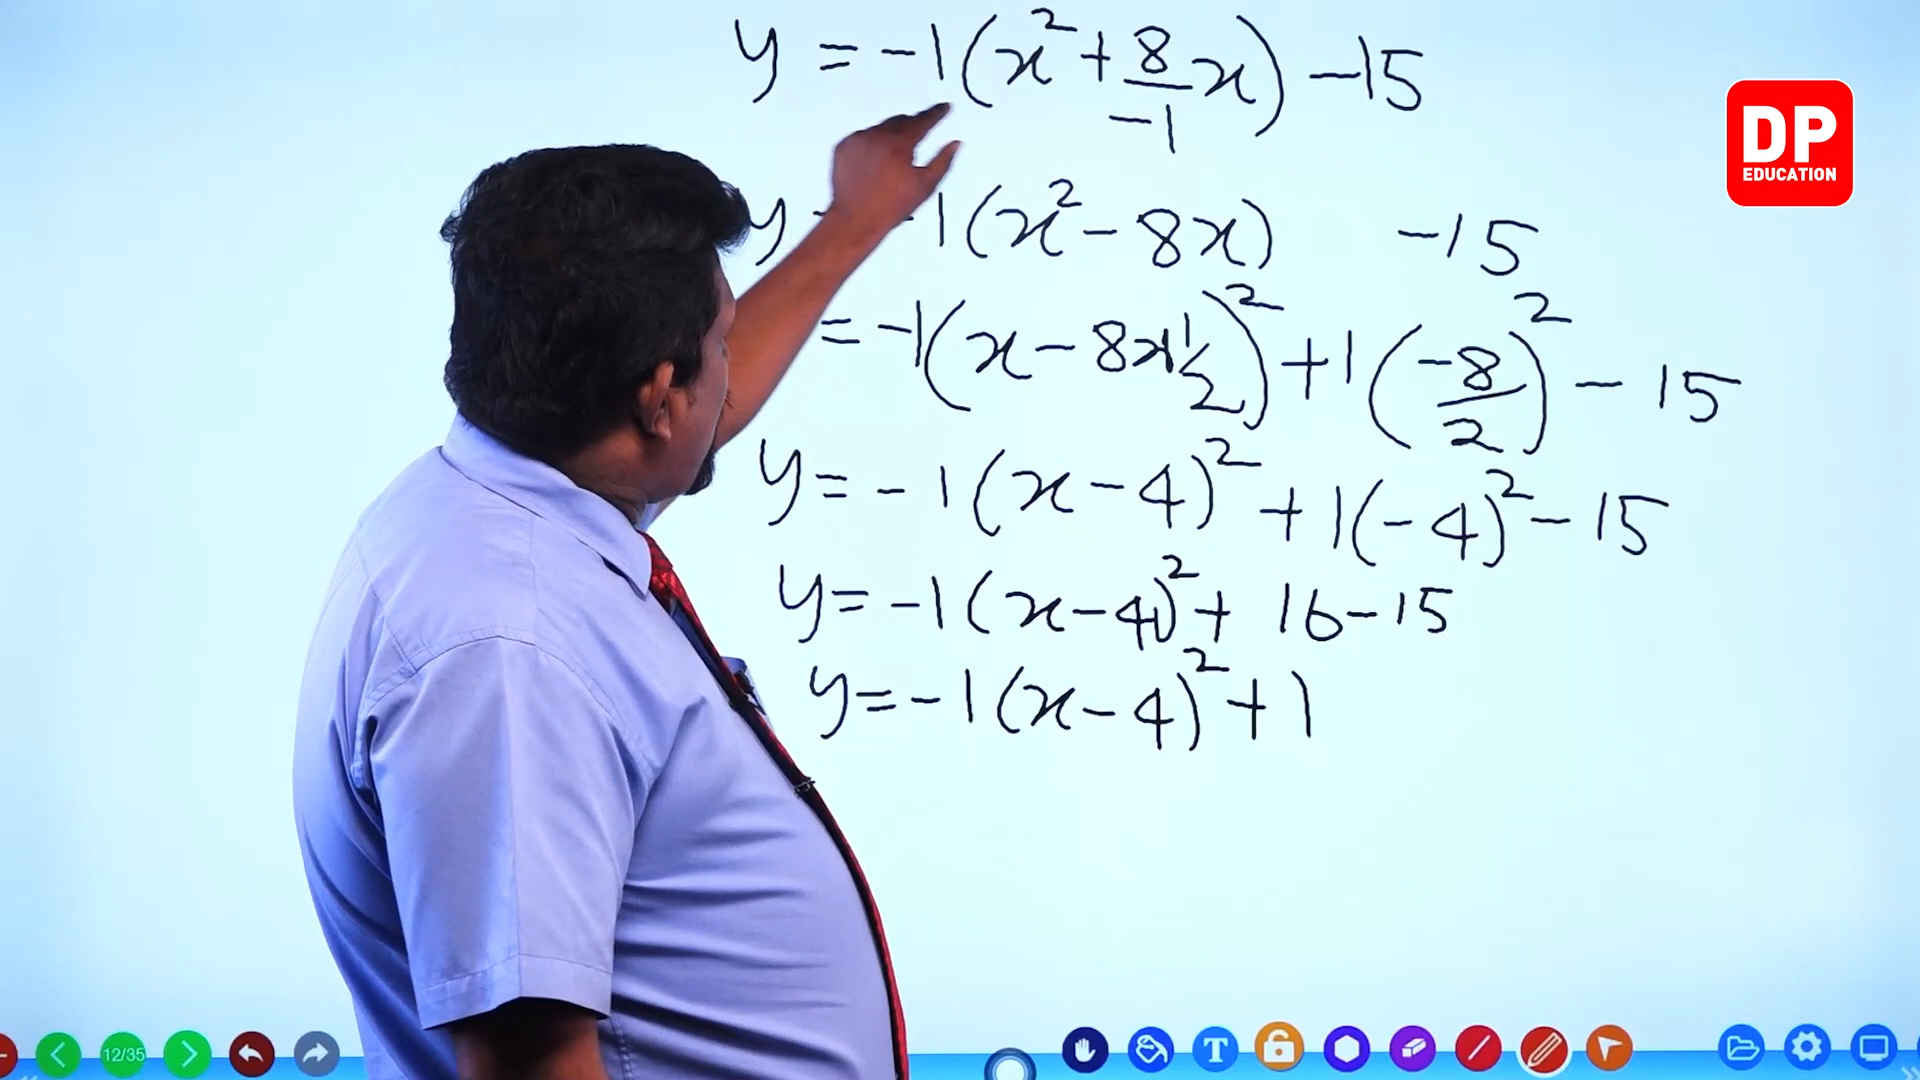 y = -1(x² + 8/-1 x) - 15
DP
EDUCATION
y = -1(x² - 8x) -15
= -1(x - 8x½)² + 1(-8/2)² - 15
y = -1(x - 4)² + 1(-4)² - 15
y = -1(x - 4)² + 16 - 15
y = -1(x - 4)² + 1
12/35
T